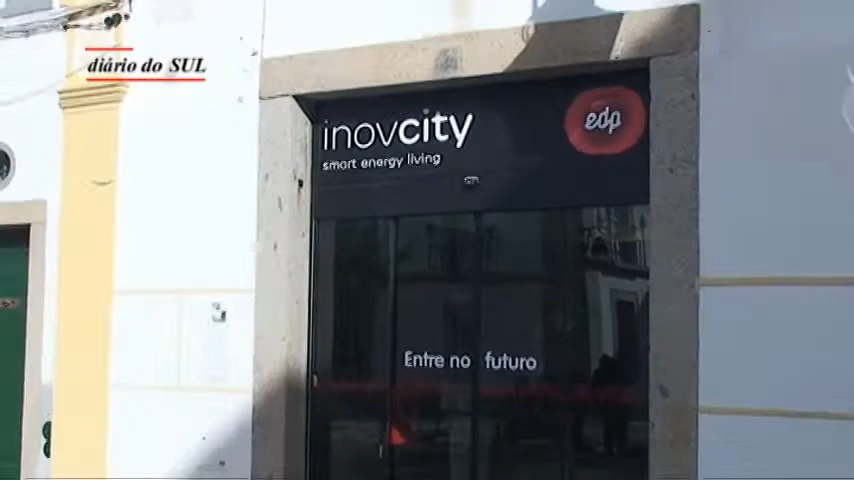 diário do SUL
inovcity
smart energy living
edp
Entre no futuro